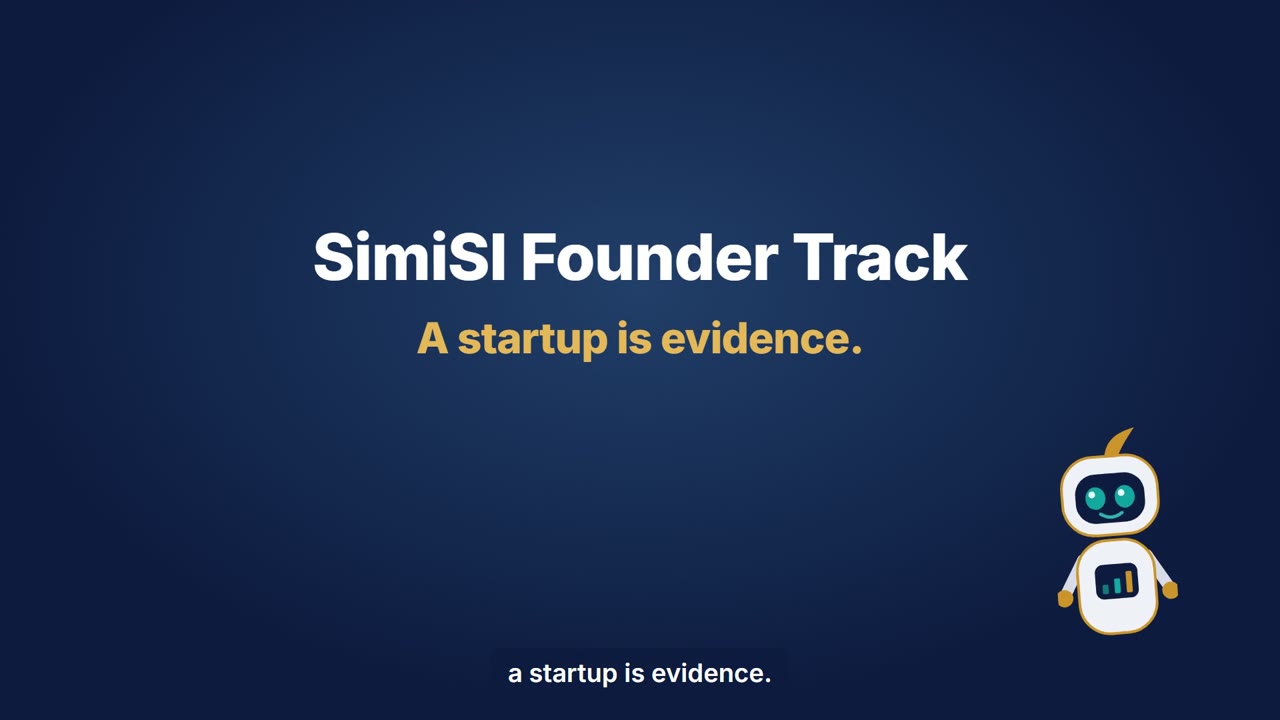 SimiSI Founder Track
A startup is evidence.
a startup is evidence.